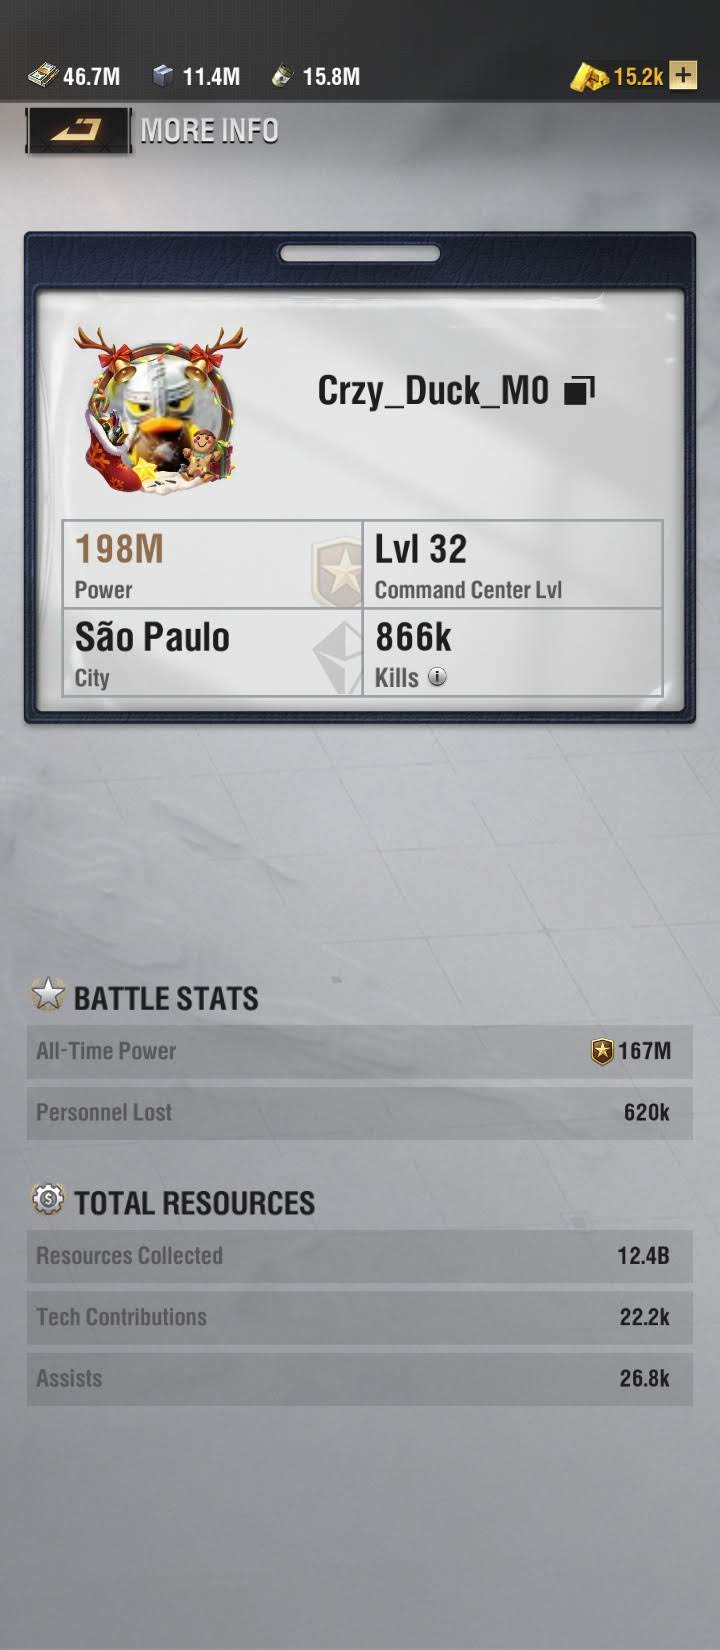 46.7M 11.4M 15.8M 15.2k +
MORE INFO
Crzy_Duck_M0
198M
Power
Lvl 32
Command Center Lvl
São Paulo
City
866k
Kills i
BATTLE STATS
All-Time Power 167M
Personnel Lost 620k
TOTAL RESOURCES
Resources Collected 12.4B
Tech Contributions 22.2k
Assists 26.8k